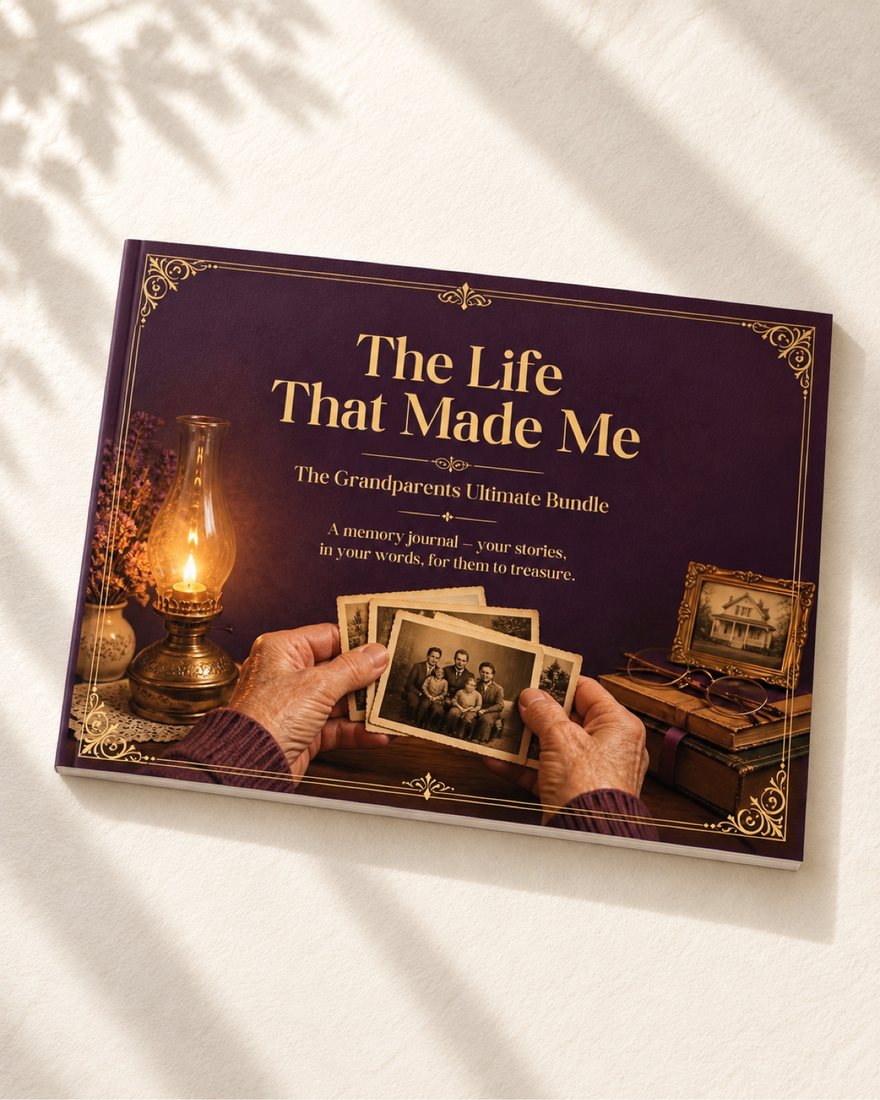 The Life
That Made Me
The Grandparents Ultimate Bundle
A memory journal – your stories,
in your words, for them to treasure.